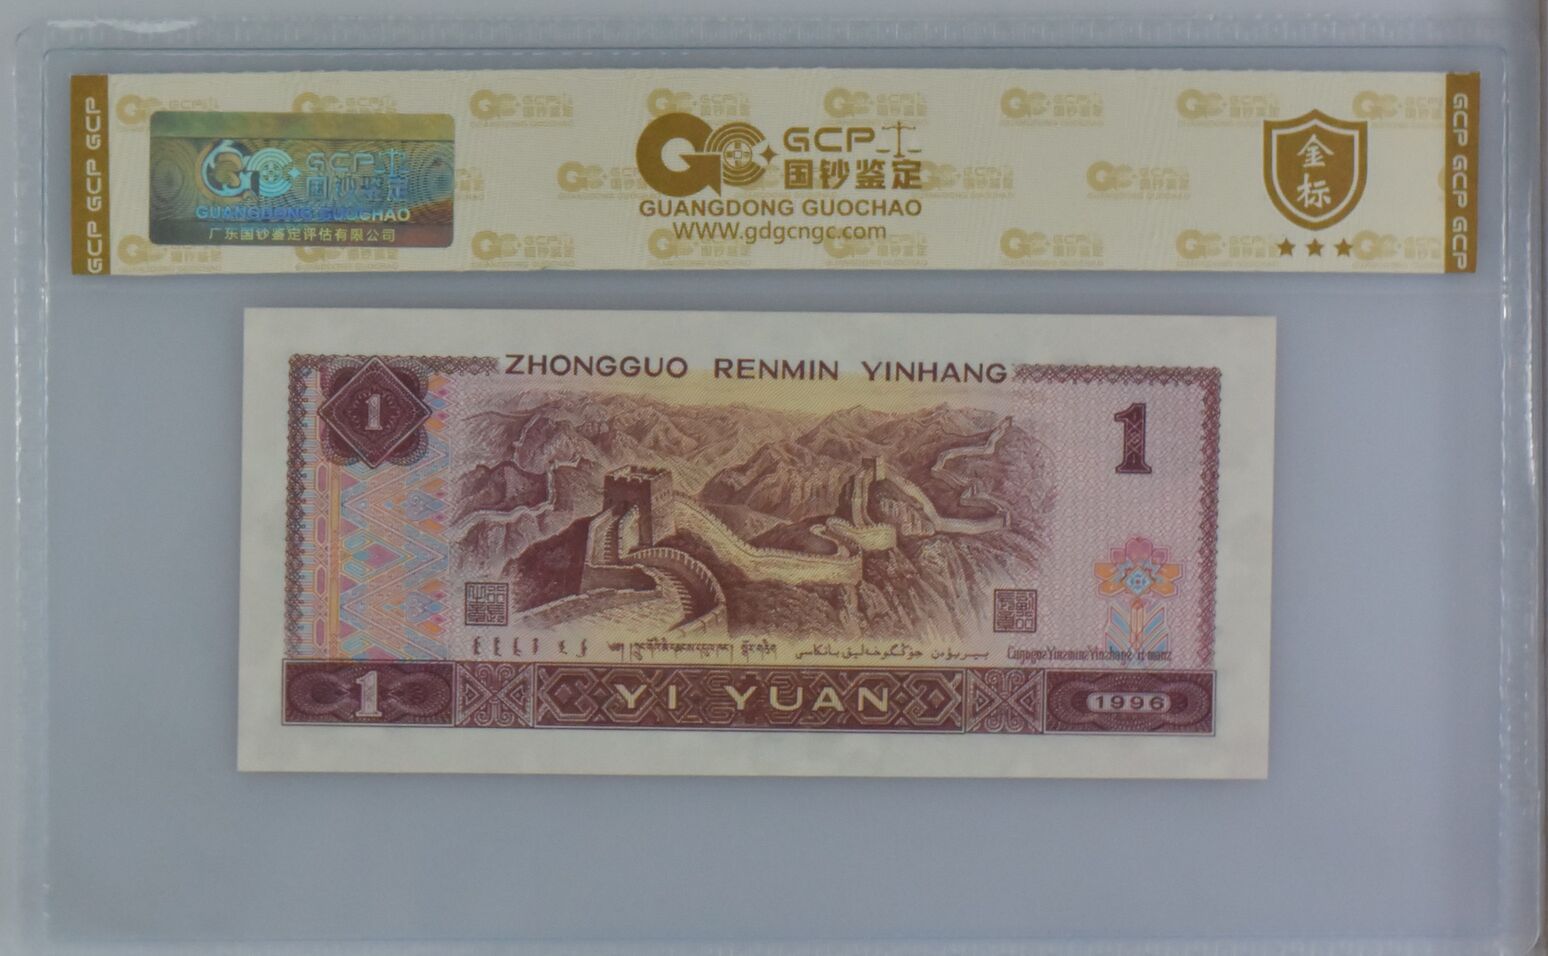 GCP GCP GCP
GCP
国钞鉴定
GUANGDONG GUOCHAO
广东国钞鉴定评估有限公司
GCP
国钞鉴定
GUANGDONG GUOCHAO
WWW.gdgcngc.com
金
标
GCP GCP GCP
ZHONGGUO RENMIN YINHANG
1
1
1
YI YUAN
1996